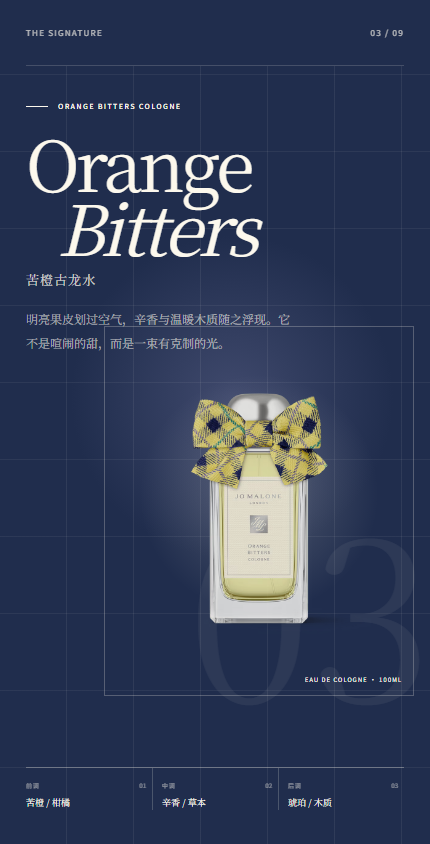 THE SIGNATURE
03 / 09
ORANGE BITTERS COLOGNE
Orange
Bitters
苦橙古龙水
明亮果皮划过空气，辛香与温暖木质随之浮现。它
不是喧闹的甜，而是一束有克制的光。
JO MALONE
LONDON
ORANGE
BITTERS
COLOGNE
03
EAU DE COLOGNE • 100ML
前调 01
苦橙 / 柑橘
中调 02
辛香 / 草本
后调 03
琥珀 / 木质